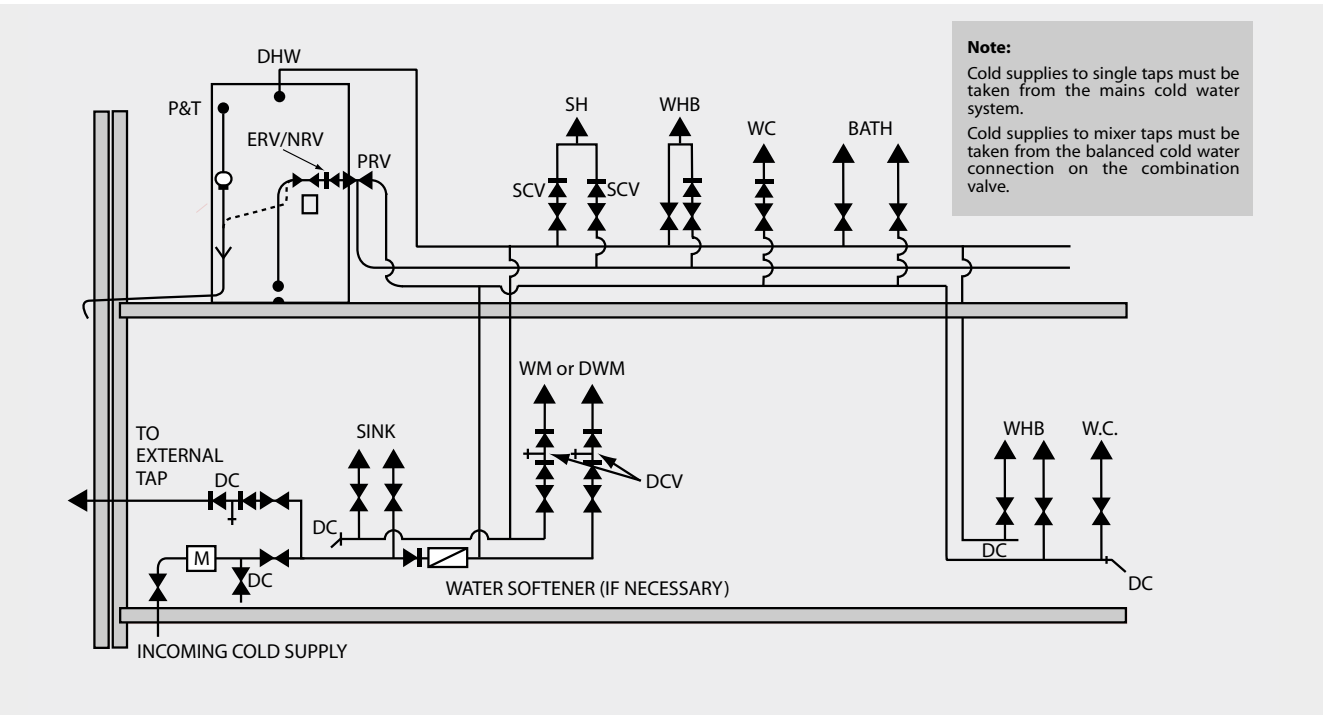 DHW
P&T
ERV/NRV
PRV
SH
WHB
WC
BATH
SCV
SCV
Note:
Cold supplies to single taps must be
taken from the mains cold water
system.
Cold supplies to mixer taps must be
taken from the balanced cold water
connection on the combination
valve.
WM or DWM
TO
EXTERNAL
TAP
SINK
WHB
W.C.
DC
DCV
DC
M
DC
DC
DC
WATER SOFTENER (IF NECESSARY)
INCOMING COLD SUPPLY